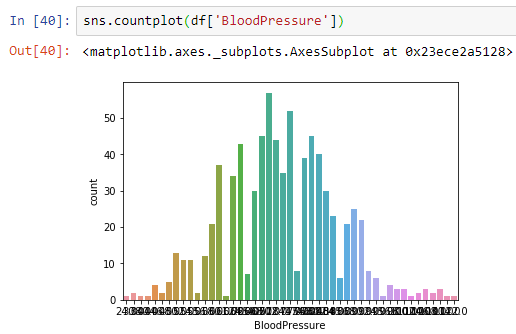 In [40]: sns.countplot(df['BloodPressure'])
Out[40]: <matplotlib.axes._subplots.AxesSubplot at 0x23ece2a5128>
50
40
30
20
10
0
count
BloodPressure